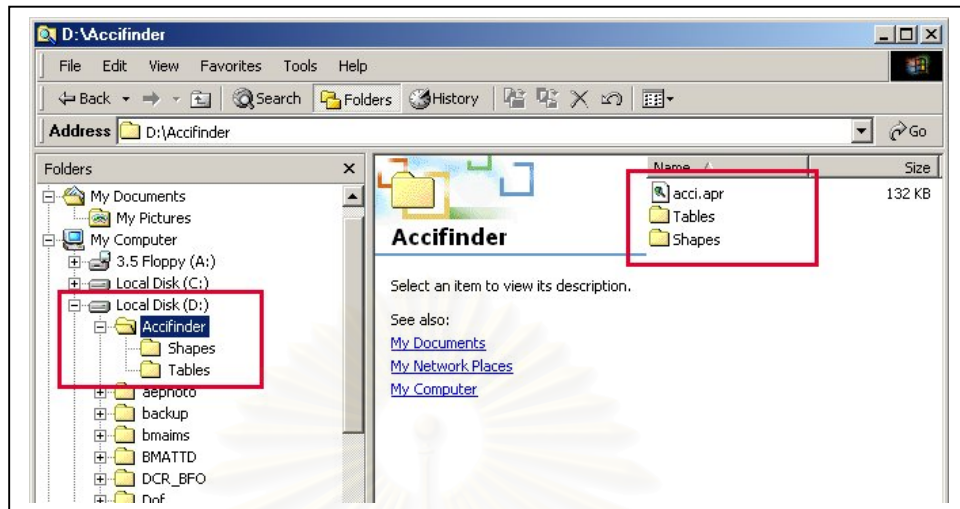 D:\Accifinder
File Edit View Favorites Tools Help
Back Search Folders History
Address D:\Accifinder Go
Folders
My Documents
My Pictures
My Computer
3.5 Floppy (A:)
Local Disk (C:)
Local Disk (D:)
Accifinder
Shapes
Tables
aephoto
backup
bmaims
BMATTD
DCR_BFO
Dof
Accifinder
Select an item to view its description.
See also:
My Documents
My Network Places
My Computer
Name Size
acci.apr 132 KB
Tables
Shapes